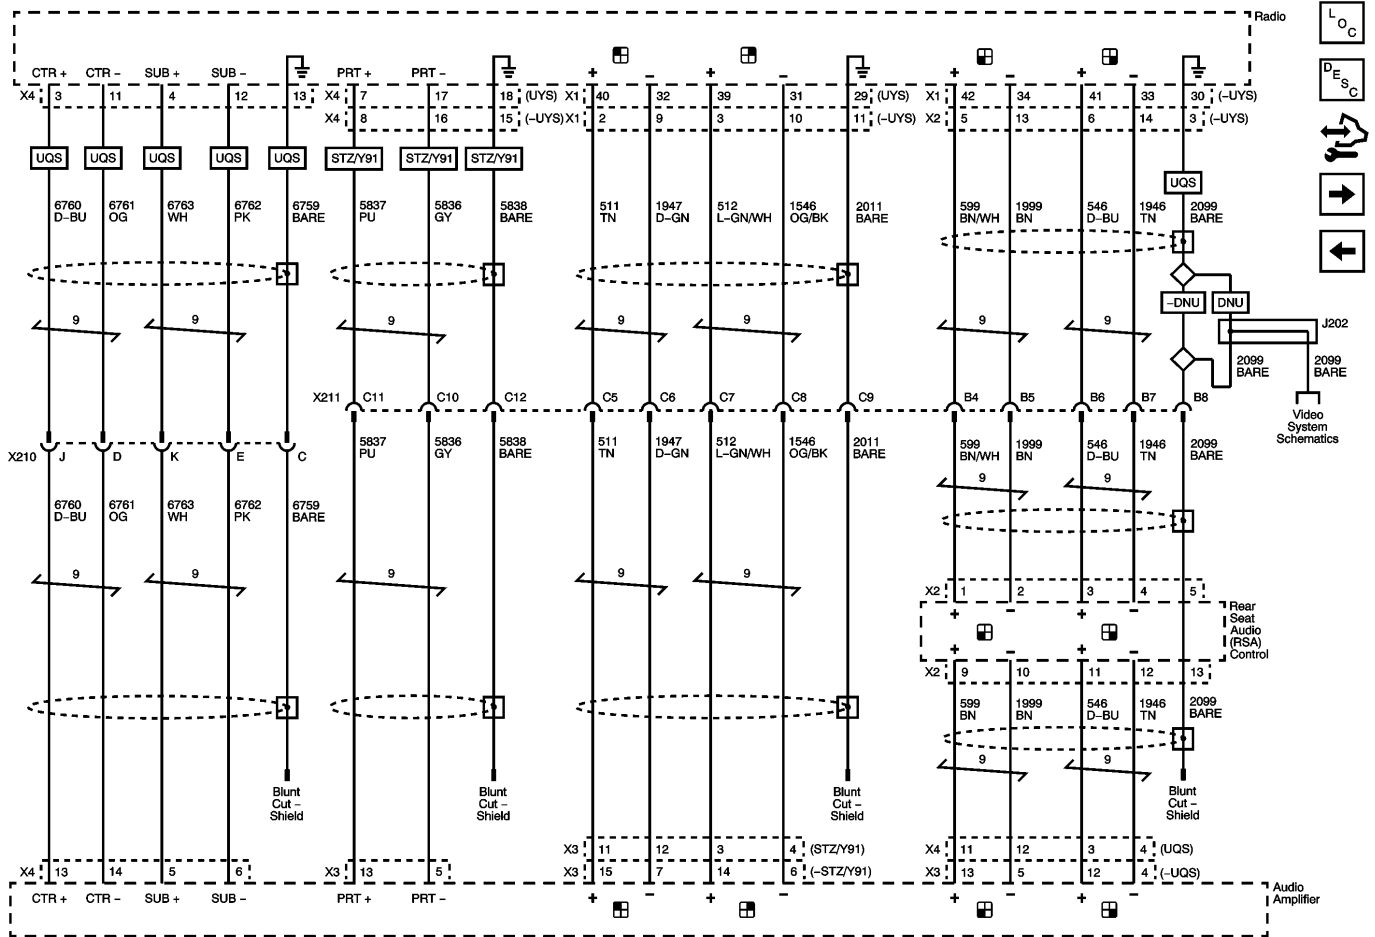 Radio
L O C
CTR + CTR – SUB + SUB – PRT + PRT –
+ – + – + – + –
X4 3 11 4 12 13 X4 7 17 18 (UYS) X1 40 32 39 31 29 (UYS) X1 42 34 41 33 30 (–UYS)
D E S C
X4 8 16 15 (–UYS) X1 2 9 3 10 11 (–UYS) X2 5 13 6 14 3 (–UYS)
UQS UQS UQS UQS UQS STZ/Y91 STZ/Y91 STZ/Y91
UQS
6760 6761 6763 6762 6759 5837 5836 5838 511 1947 512 1546 2011 599 1999 546 1946 2099
D–BU OG WH PK BARE PU GY BARE TN D–GN L–GN/WH OG/BK BARE BN/WH BN D–BU TN BARE
–DNU DNU
9 9 9 9 9 9 9 J202
2099 2099
BARE BARE
X211 C11 C10 C12 C5 C6 C7 C8 C9 B4 B5 B6 B7 B8
Video
System
Schematics
5837 5836 5838 511 1947 512 1546 2011 599 1999 546 1946 2099
PU GY BARE TN D–GN L–GN/WH OG/BK BARE BN/WH BN D–BU TN BARE
X210 J D K E C
9 9
6760 6761 6763 6762 6759
D–BU OG WH PK BARE
9 9 9 9 9
X2 1 2 3 4 5
+ – + –
Rear
Seat
Audio
(RSA)
Control
+ – + –
X2 9 10 11 12 13
599 1999 546 1946 2099
BN BN D–BU TN BARE
9 9
Blunt Blunt Blunt Blunt
Cut – Cut – Cut – Cut –
Shield Shield Shield Shield
X3 11 12 3 4 (STZ/Y91) X4 11 12 3 4 (UQS)
X4 13 14 5 6 X3 13 5 X3 15 7 14 6 (–STZ/Y91) X3 13 5 12 4 (–UQS)
CTR + CTR – SUB + SUB – PRT + PRT – + – + – + – + –
Audio
Amplifier